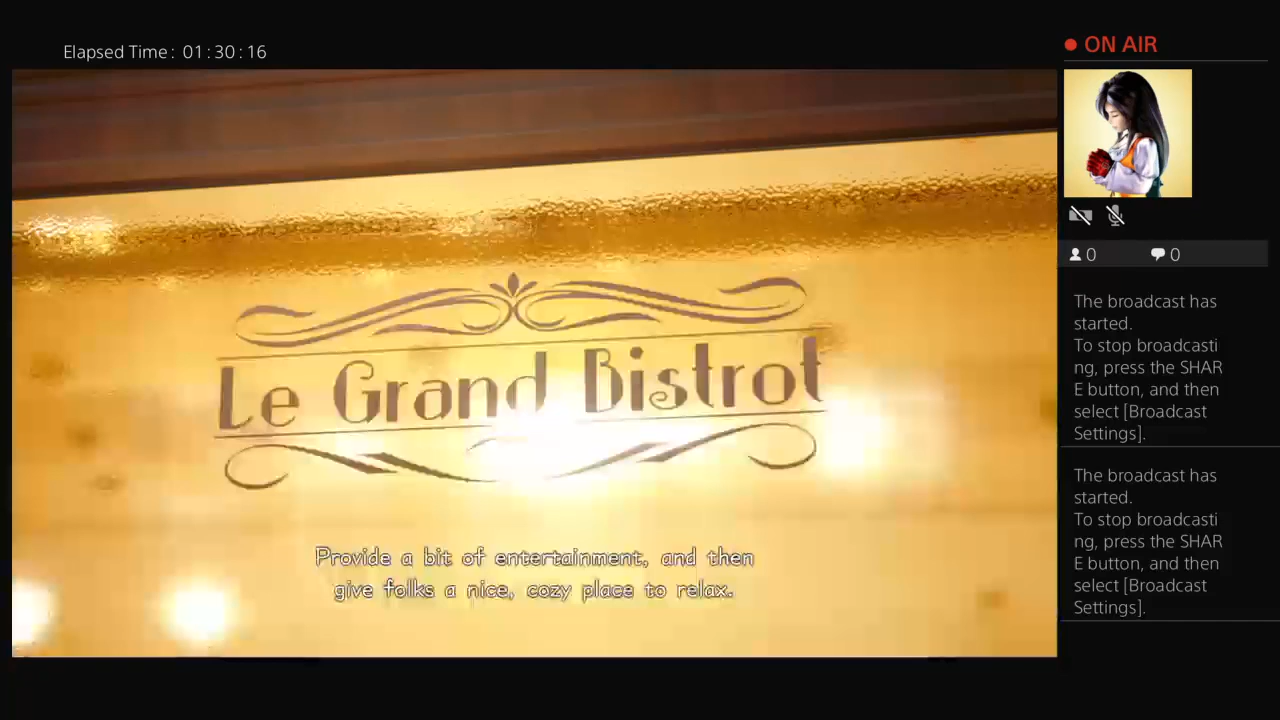 Elapsed Time: 01:30:16
ON AIR
Le Grand Bistrot
Provide a bit of entertainment, and then
give folks a nice, cozy place to relax.
0 0
The broadcast has
started.
To stop broadcasti
ng, press the SHAR
E button, and then
select [Broadcast
Settings].
The broadcast has
started.
To stop broadcasti
ng, press the SHAR
E button, and then
select [Broadcast
Settings].